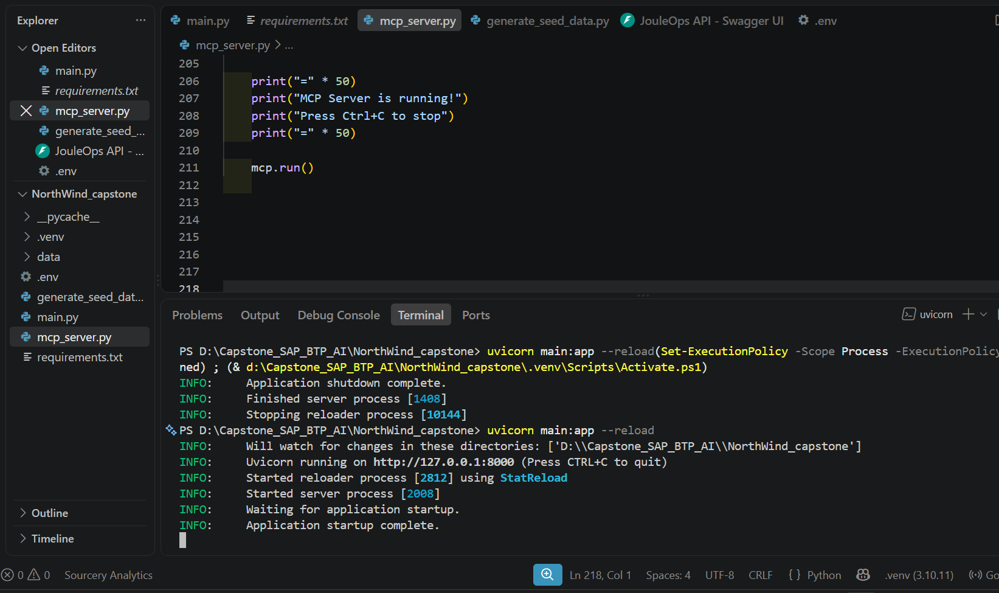 Explorer
Open Editors
main.py
requirements.txt
mcp_server.py
generate_seed_...
JouleOps API - ...
.env
NorthWind_capstone
__pycache__
.venv
data
.env
generate_seed_dat...
main.py
mcp_server.py
requirements.txt
Outline
Timeline
main.py requirements.txt mcp_server.py generate_seed_data.py JouleOps API - Swagger UI .env
mcp_server.py > ...
205
206 print("=" * 50)
207 print("MCP Server is running!")
208 print("Press Ctrl+C to stop")
209 print("=" * 50)
210
211 mcp.run()
212
213
214
215
216
217
218
Problems Output Debug Console Terminal Ports
uvicorn
PS D:\Capstone_SAP_BTP_AI\NorthWind_capstone> uvicorn main:app --reload(Set-ExecutionPolicy -Scope Process -ExecutionPolicy
ned) ; (& d:\Capstone_SAP_BTP_AI\NorthWind_capstone\.venv\Scripts\Activate.ps1)
INFO: Application shutdown complete.
INFO: Finished server process [1408]
INFO: Stopping reloader process [10144]
PS D:\Capstone_SAP_BTP_AI\NorthWind_capstone> uvicorn main:app --reload
INFO: Will watch for changes in these directories: ['D:\\Capstone_SAP_BTP_AI\\NorthWind_capstone']
INFO: Uvicorn running on http://127.0.0.1:8000 (Press CTRL+C to quit)
INFO: Started reloader process [2812] using StatReload
INFO: Started server process [2008]
INFO: Waiting for application startup.
INFO: Application startup complete.
0 0 Sourcery Analytics Ln 218, Col 1 Spaces: 4 UTF-8 CRLF { } Python .venv (3.10.11) Go